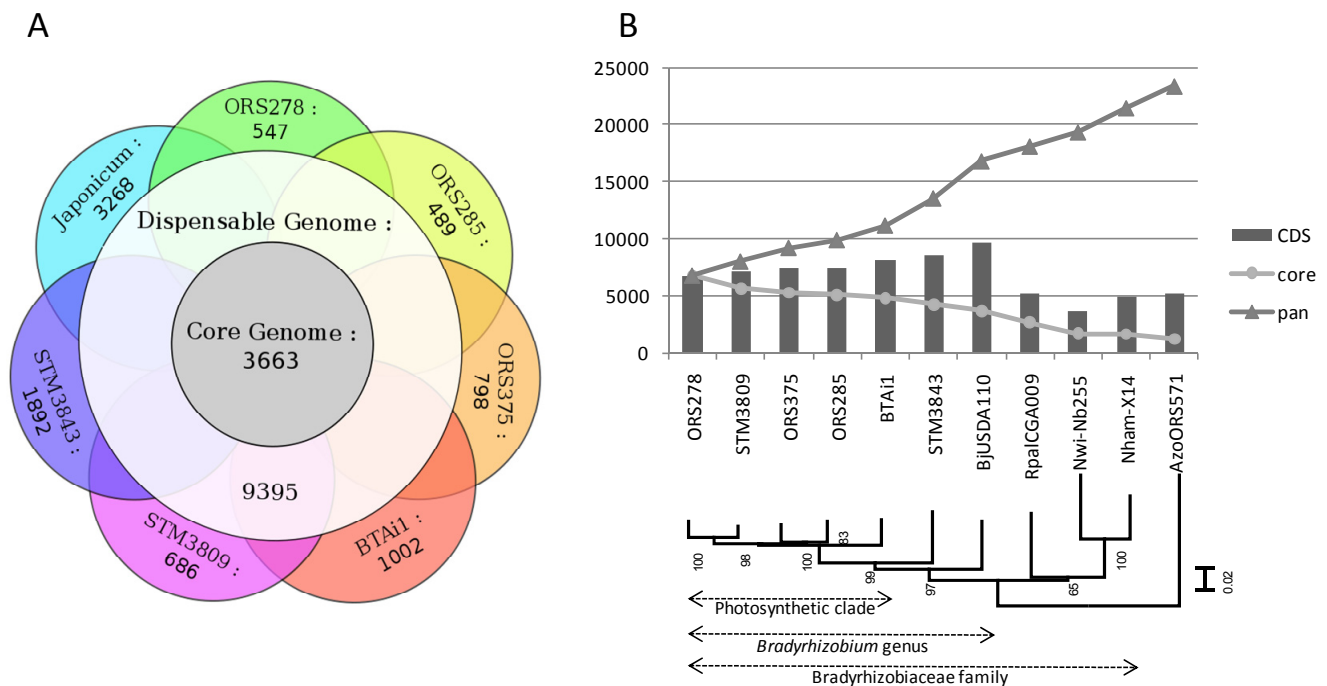 A
ORS278 :
547
ORS285 :
489
ORS375 :
798
BTAi1 :
1002
STM3809 :
686
STM3843 :
1892
Japonicum :
3268
Dispensable Genome :
9395
Core Genome :
3663
B
25000
20000
15000
10000
5000
0
CDS
core
pan
ORS278
STM3809
ORS375
ORS285
BTAi1
STM3843
BjUSDA110
RpalCGA009
Nwi-Nb255
Nham-X14
AzoORS571
100
98
100
83
99
97
65
100
0.02
Photosynthetic clade
Bradyrhizobium genus
Bradyrhizobiaceae family